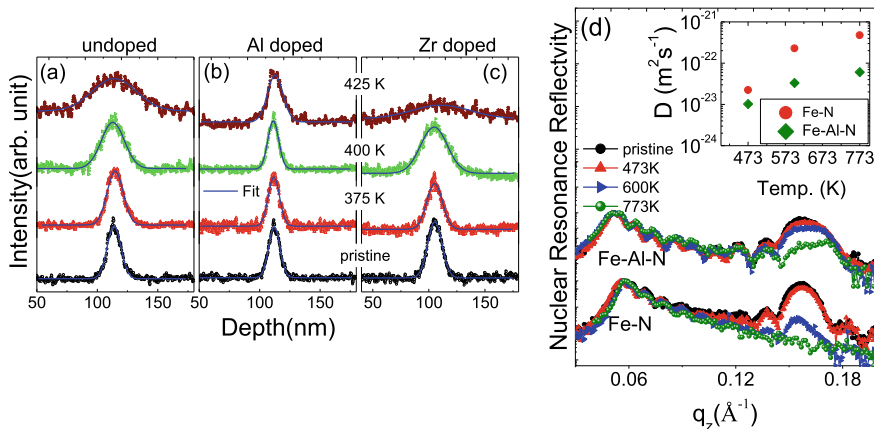 undoped
Al doped
Zr doped
(a)
(b)
(c)
425 K
400 K
375 K
pristine
Fit
Intensity(arb. unit)
50 100 150 50 100 150 50 100 150
Depth(nm)
(d)
Nuclear Resonance Reflectvity
pristine
473K
600K
773K
Fe-Al-N
Fe-N
0.06 0.12 0.18
q_z(Å⁻¹)
D (m²s⁻¹)
10⁻²¹
10⁻²²
10⁻²³
10⁻²⁴
Fe-N
Fe-Al-N
473 573 673 773
Temp. (K)